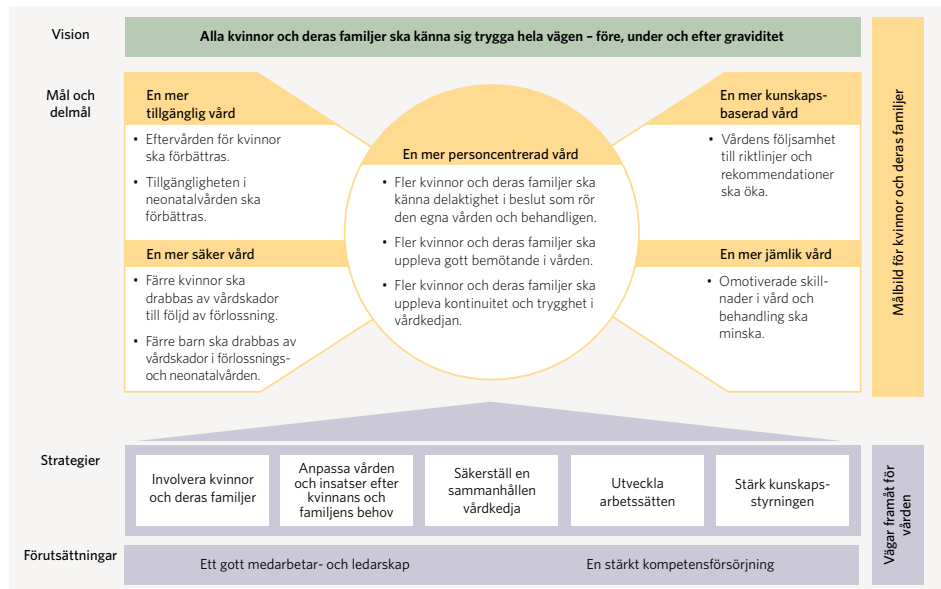 Vision
Alla kvinnor och deras familjer ska känna sig trygga hela vägen – före, under och efter graviditet
Mål och
delmål
En mer
tillgänglig vård
• Eftervården för kvinnor
ska förbättras.
• Tillgängligheten i
neonatalvården ska
förbättras.
En mer säker vård
• Färre kvinnor ska
drabbas av vårdskador
till följd av förlossning.
• Färre barn ska drabbas av
vårdskador i förlossnings-
och neonatalvården.
En mer personcentrerad vård
• Fler kvinnor och deras familjer ska
känna delaktighet i beslut som rör
den egna vården och behandligen.
• Fler kvinnor och deras familjer ska
uppleva gott bemötande i vården.
• Fler kvinnor och deras familjer ska
uppleva kontinuitet och trygghet i
vårdkedjan.
En mer kunskaps-
baserad vård
• Vårdens följsamhet
till riktlinjer och
rekommendationer
ska öka.
En mer jämlik vård
• Omotiverade skill-
nader i vård och
behandling ska
minska.
Målbild för kvinnor och deras familjer
Strategier
Involvera kvinnor
och deras familjer
Anpassa vården
och insatser efter
kvinnans och
familjens behov
Säkerställ en
sammanhållen
vårdkedja
Utveckla
arbetssätten
Stärk kunskaps-
styrningen
Förutsättningar
Ett gott medarbetar- och ledarskap
En stärkt kompetensförsörjning
Vägar framåt för
vården